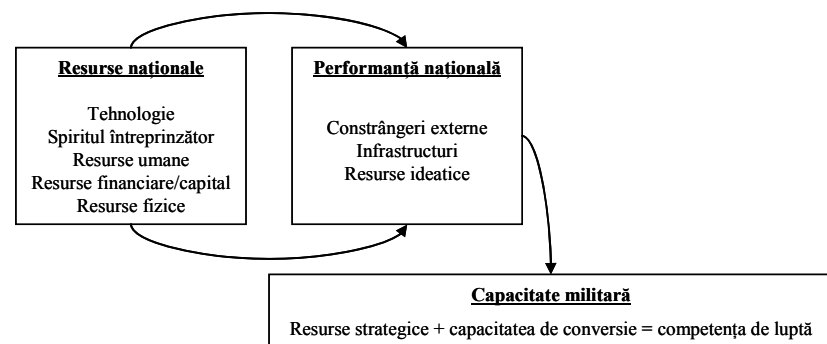 Resurse naționale
Tehnologie
Spiritul întreprinzător
Resurse umane
Resurse financiare/capital
Resurse fizice
Performanță națională
Constrângeri externe
Infrastructuri
Resurse ideatice
Capacitate militară
Resurse strategice + capacitatea de conversie = competența de luptă